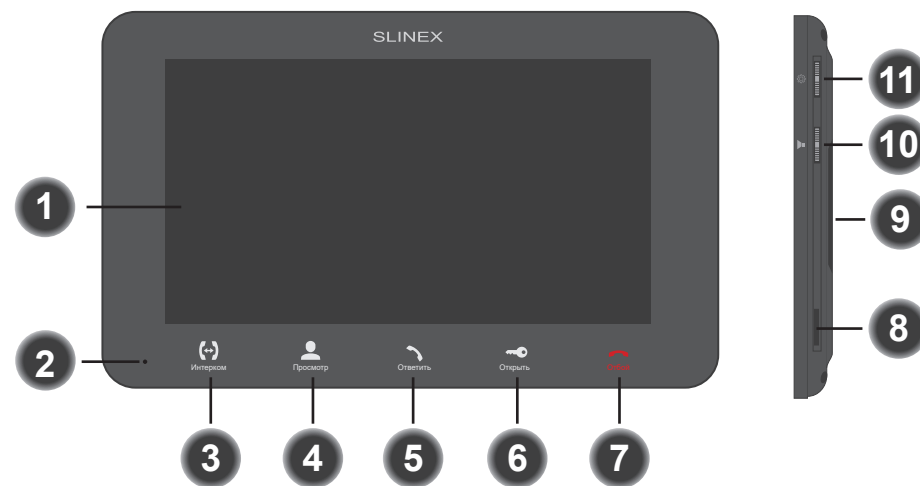 SLINEX
11
10
1
9
8
2
Интерком
Просмотр
Ответить
Открыть
3
4
5
6
7